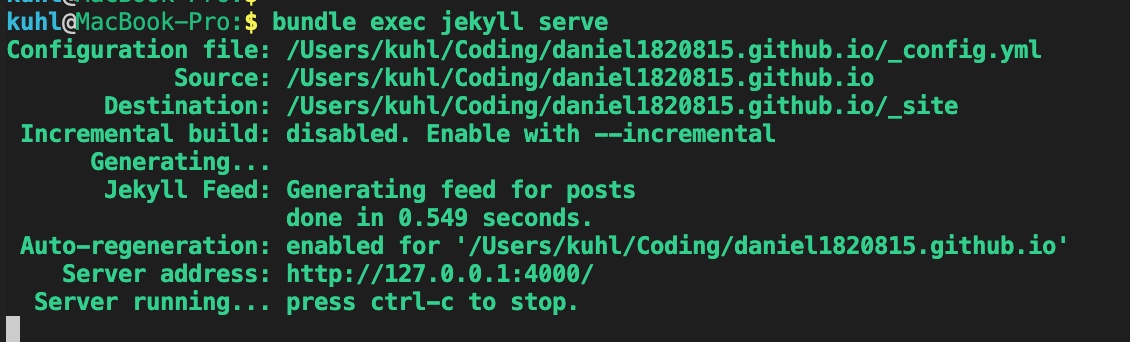 kuhl@MacBook-Pro:$
kuhl@MacBook-Pro:$ bundle exec jekyll serve
Configuration file: /Users/kuhl/Coding/daniel1820815.github.io/_config.yml
Source: /Users/kuhl/Coding/daniel1820815.github.io
Destination: /Users/kuhl/Coding/daniel1820815.github.io/_site
Incremental build: disabled. Enable with --incremental
Generating...
Jekyll Feed: Generating feed for posts
done in 0.549 seconds.
Auto-regeneration: enabled for '/Users/kuhl/Coding/daniel1820815.github.io'
Server address: http://127.0.0.1:4000/
Server running... press ctrl-c to stop.